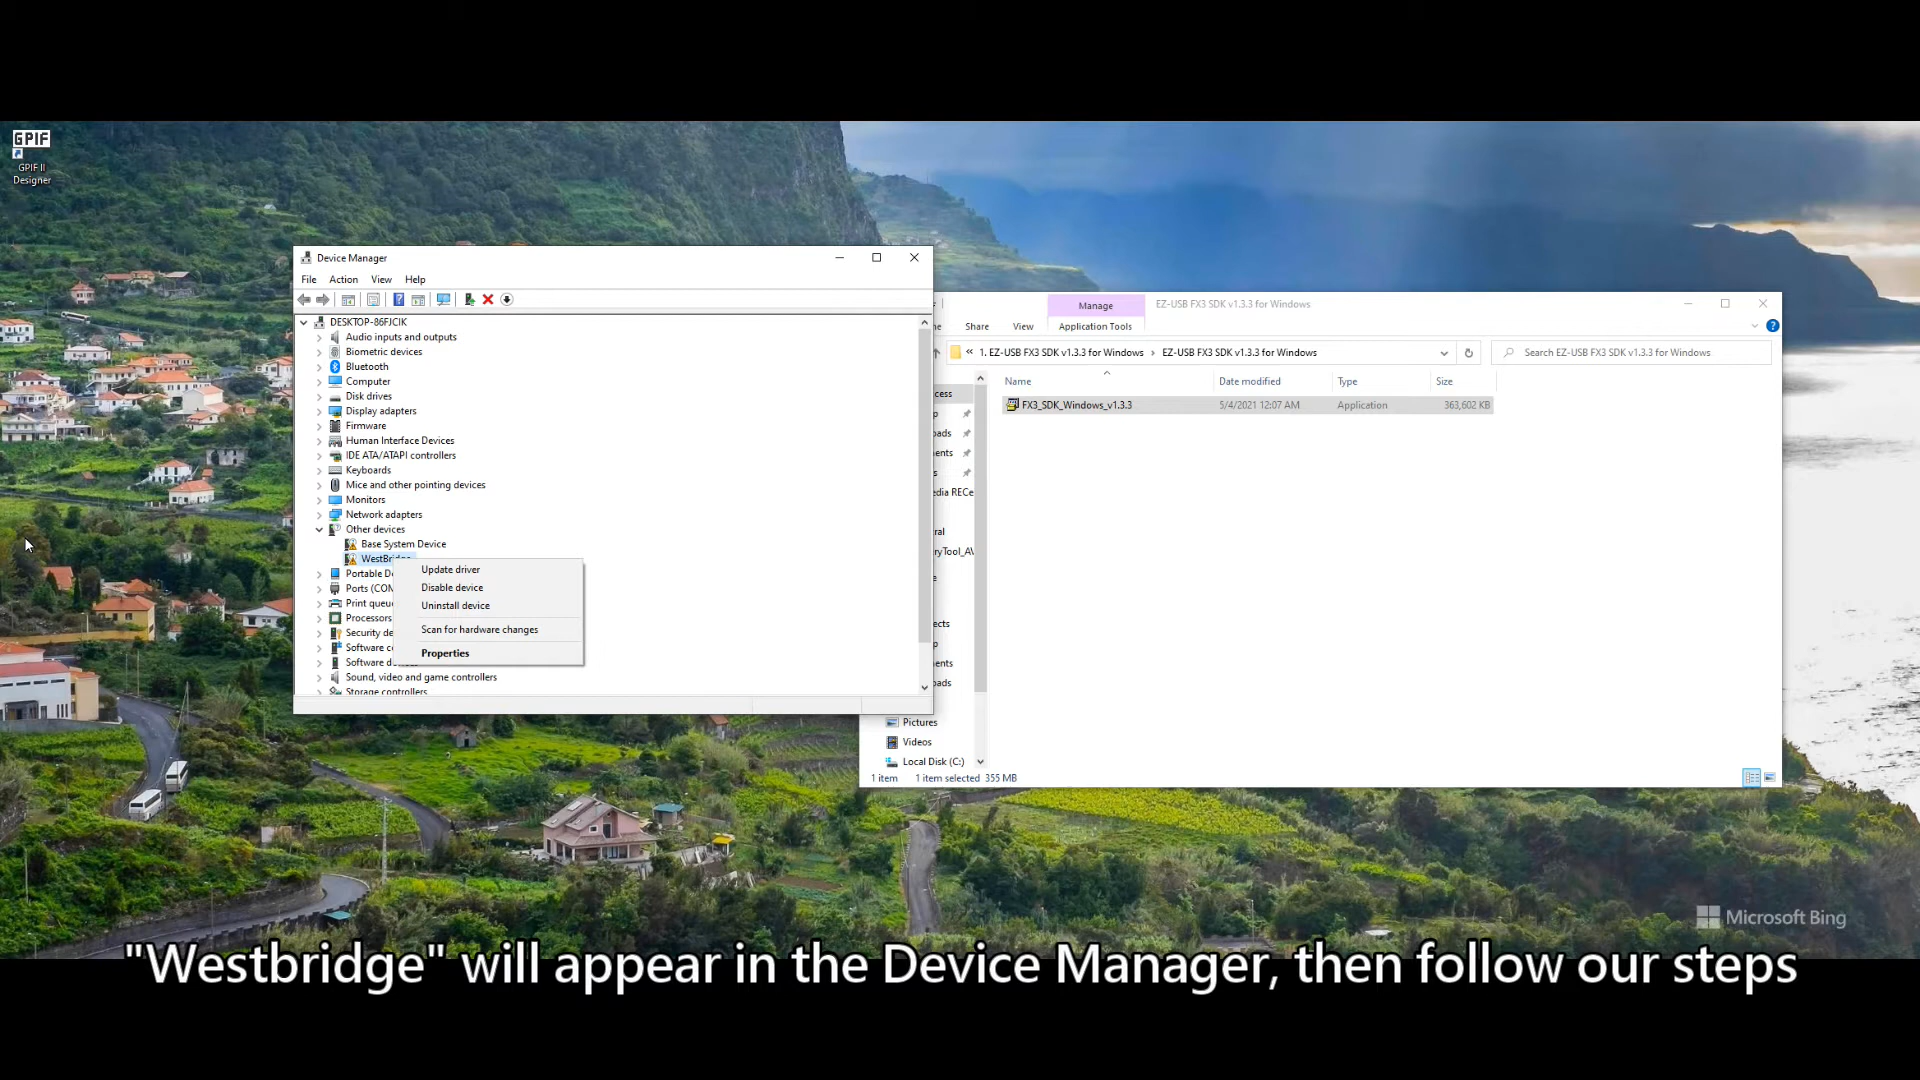 GPIF
GPIF II
Designer
Device Manager
File Action View Help
DESKTOP-86FJCIK
Audio inputs and outputs
Biometric devices
Bluetooth
Computer
Disk drives
Display adapters
Firmware
Human Interface Devices
IDE ATA/ATAPI controllers
Keyboards
Mice and other pointing devices
Monitors
Network adapters
Other devices
Base System Device
Update driver
Disable device
Uninstall device
Scan for hardware changes
Properties
Sound, video and game controllers
Storage controllers
Manage EZ-USB FX3 SDK v1.3.3 for Windows
Share View Application Tools
« 1. EZ-USB FX3 SDK v1.3.3 for Windows › EZ-USB FX3 SDK v1.3.3 for Windows
Search EZ-USB FX3 SDK v1.3.3 for Windows
Name Date modified Type Size
FX3_SDK_Windows_v1.3.3 5/4/2021 12:07 AM Application 363,602 KB
Pictures
Videos
Local Disk (C:)
1 item 1 item selected 355 MB
Microsoft Bing
"Westbridge" will appear in the Device Manager, then follow our steps